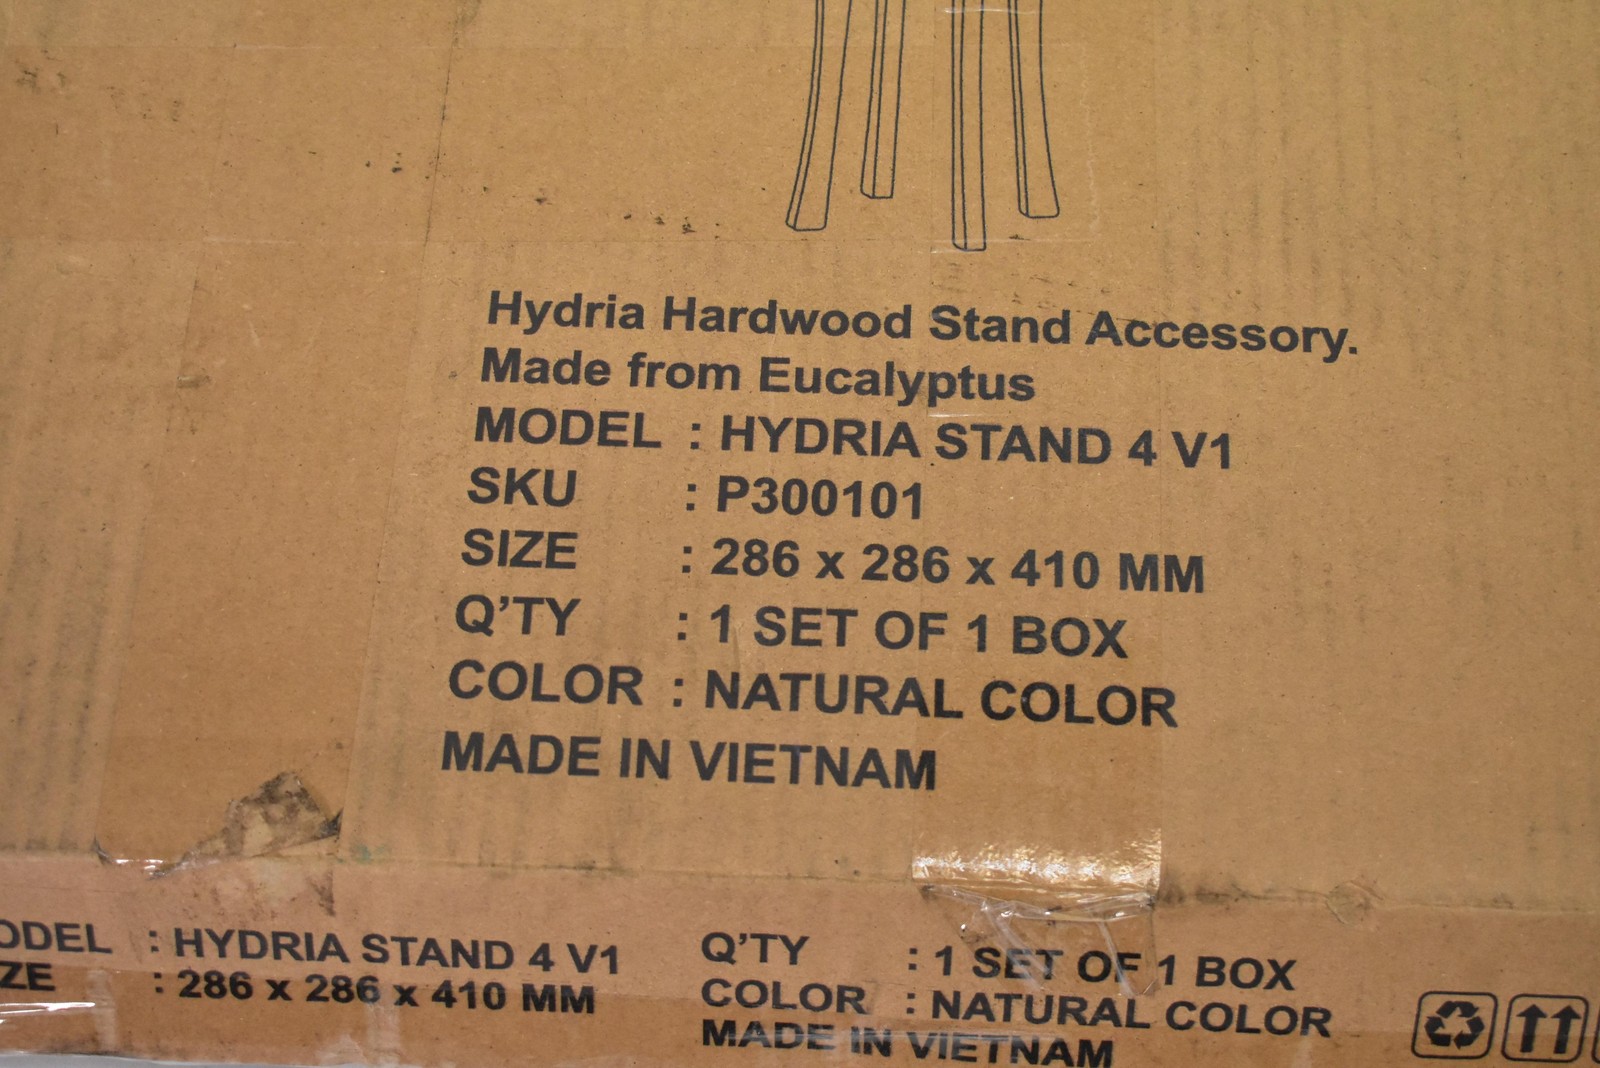 Hydria Hardwood Stand Accessory.
Made from Eucalyptus
MODEL : HYDRIA STAND 4 V1
SKU : P300101
SIZE : 286 x 286 x 410 MM
Q'TY : 1 SET OF 1 BOX
COLOR : NATURAL COLOR
MADE IN VIETNAM
ODEL : HYDRIA STAND 4 V1
ZE : 286 x 286 x 410 MM
Q'TY : 1 SET OF 1 BOX
COLOR : NATURAL COLOR
MADE IN VIETNAM